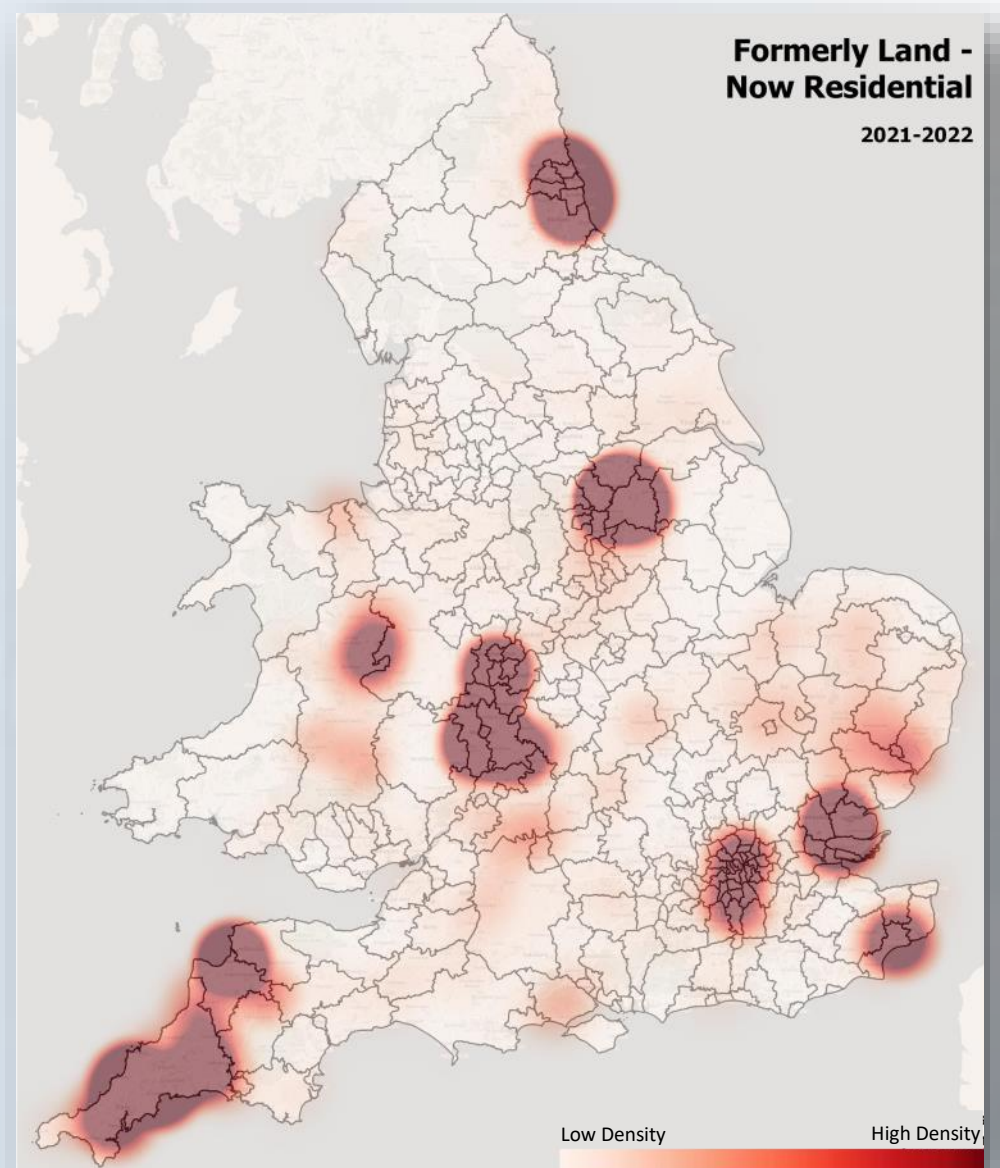 Formerly Land -
Now Residential
2021-2022
Low Density
High Density